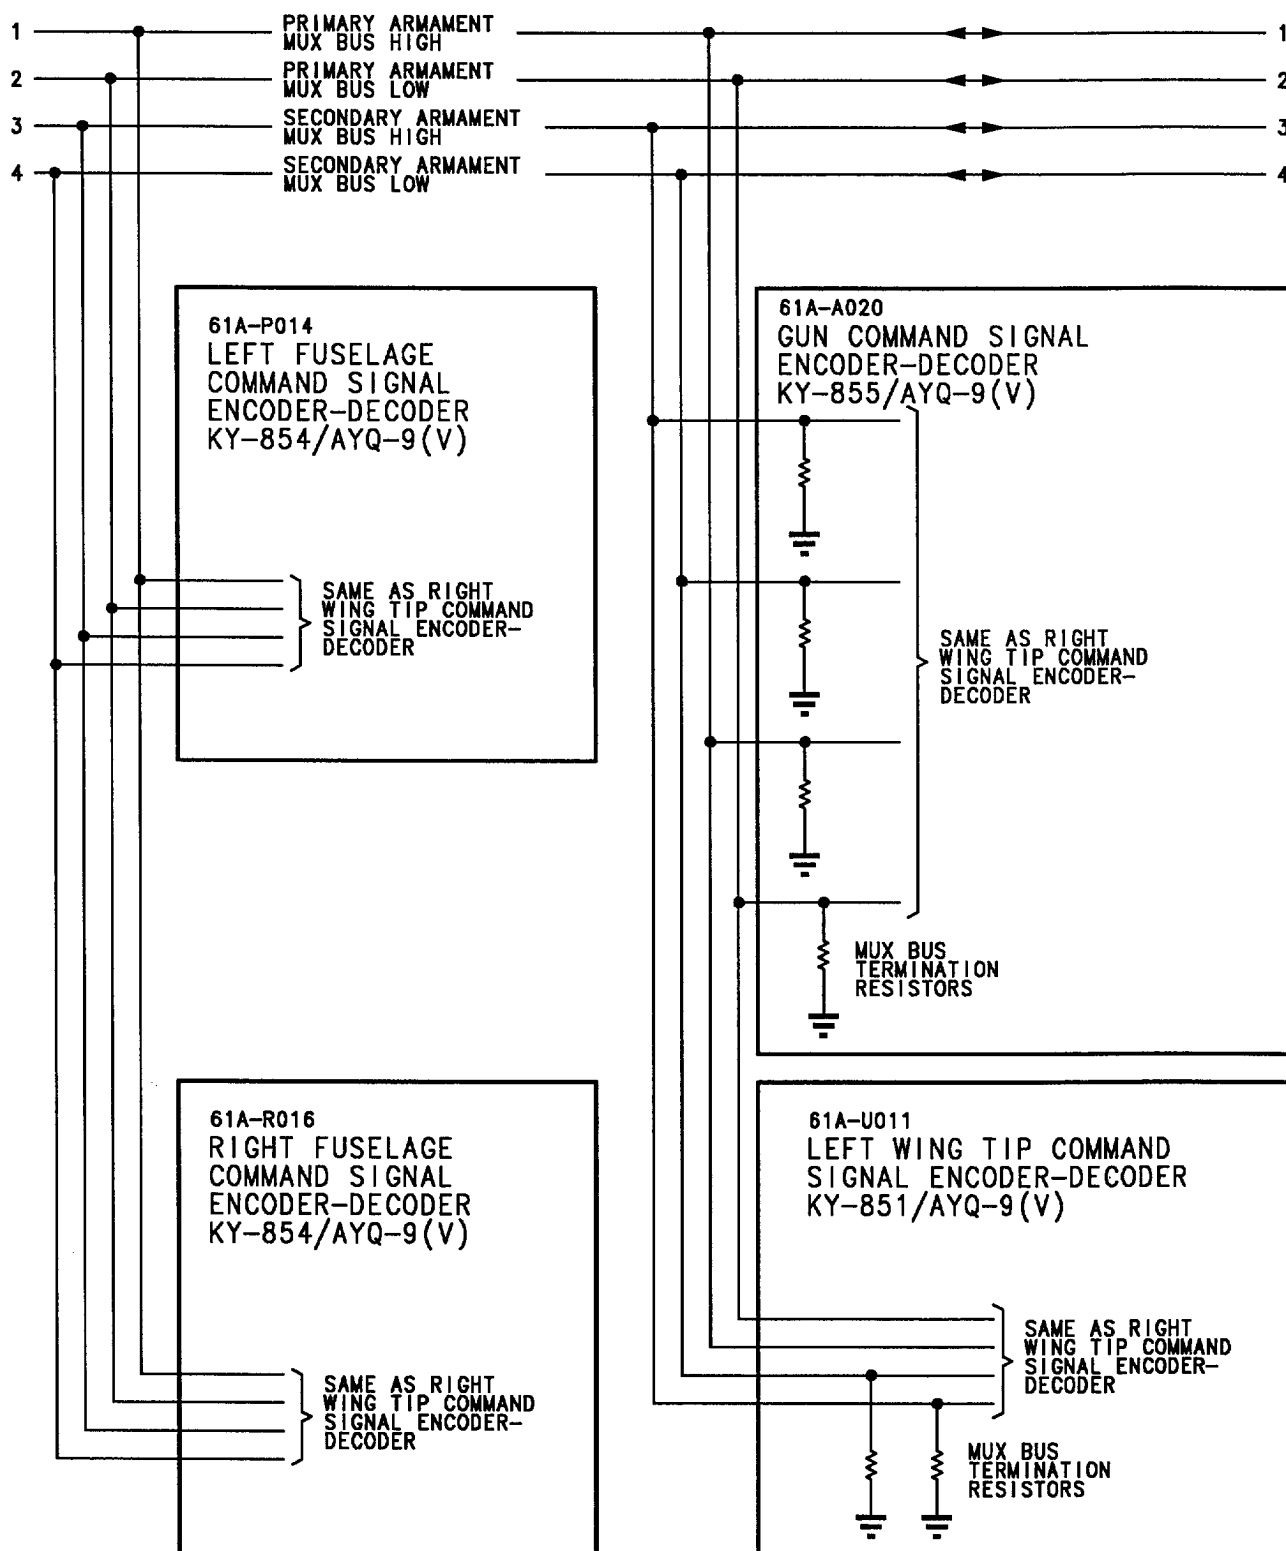 1 PRIMARY ARMAMENT 1
MUX BUS HIGH
2 PRIMARY ARMAMENT 2
MUX BUS LOW
3 SECONDARY ARMAMENT 3
MUX BUS HIGH
4 SECONDARY ARMAMENT 4
MUX BUS LOW
61A-P014
LEFT FUSELAGE
COMMAND SIGNAL
ENCODER-DECODER
KY-854/AYQ-9(V)
SAME AS RIGHT
WING TIP COMMAND
SIGNAL ENCODER-
DECODER
61A-A020
GUN COMMAND SIGNAL
ENCODER-DECODER
KY-855/AYQ-9(V)
SAME AS RIGHT
WING TIP COMMAND
SIGNAL ENCODER-
DECODER
MUX BUS
TERMINATION
RESISTORS
61A-R016
RIGHT FUSELAGE
COMMAND SIGNAL
ENCODER-DECODER
KY-854/AYQ-9(V)
SAME AS RIGHT
WING TIP COMMAND
SIGNAL ENCODER-
DECODER
61A-U011
LEFT WING TIP COMMAND
SIGNAL ENCODER-DECODER
KY-851/AYQ-9(V)
SAME AS RIGHT
WING TIP COMMAND
SIGNAL ENCODER-
DECODER
MUX BUS
TERMINATION
RESISTORS